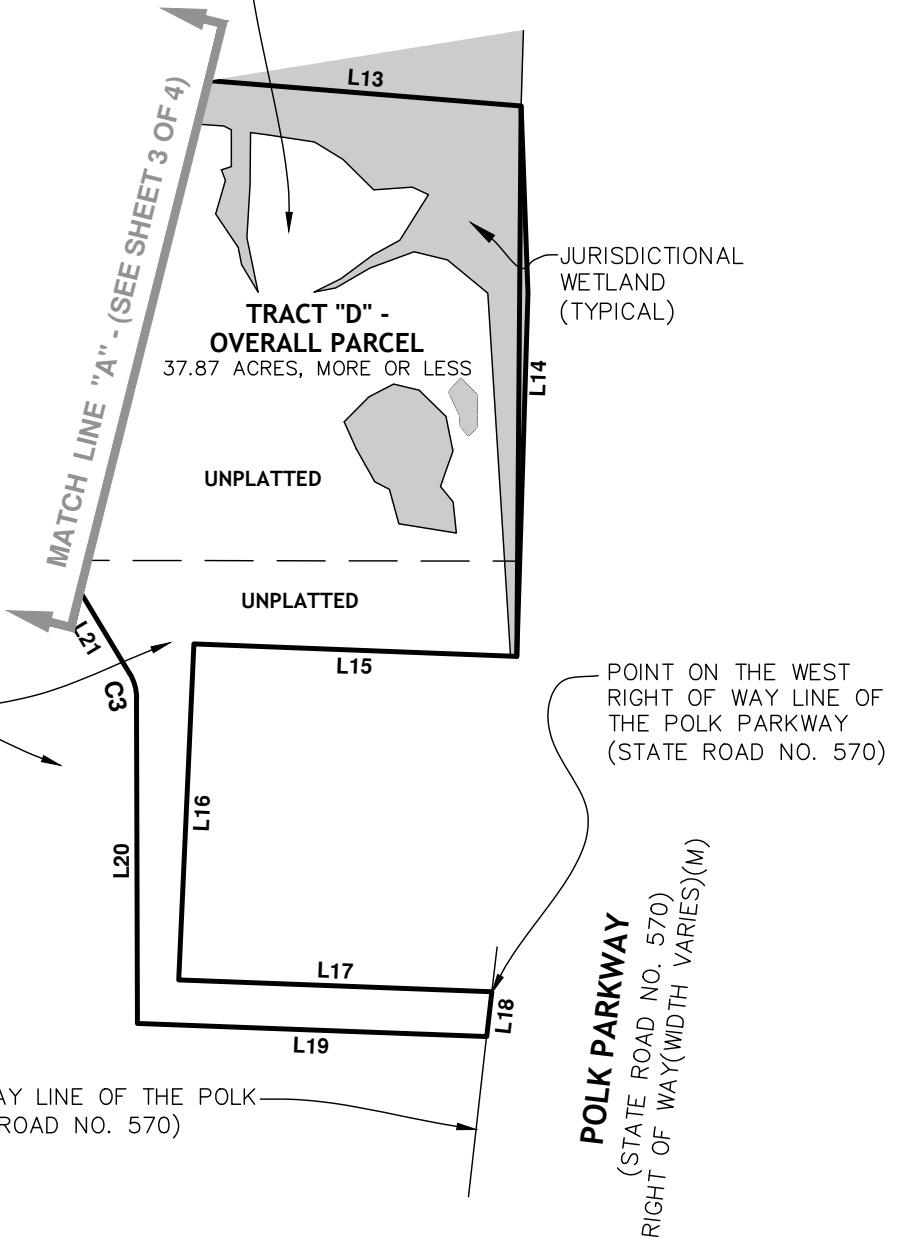 L13
MATCH LINE "A" - (SEE SHEET 3 OF 4)
JURISDICTIONAL
WETLAND
(TYPICAL)
TRACT "D" -
OVERALL PARCEL
37.87 ACRES, MORE OR LESS
L14
UNPLATTED
UNPLATTED
L21
C3
L15
POINT ON THE WEST
RIGHT OF WAY LINE OF
THE POLK PARKWAY
(STATE ROAD NO. 570)
L16
L20
L17
L18
L19
POLK PARKWAY
(STATE ROAD NO. 570)
RIGHT OF WAY(WIDTH VARIES)(M)
AY LINE OF THE POLK
ROAD NO. 570)